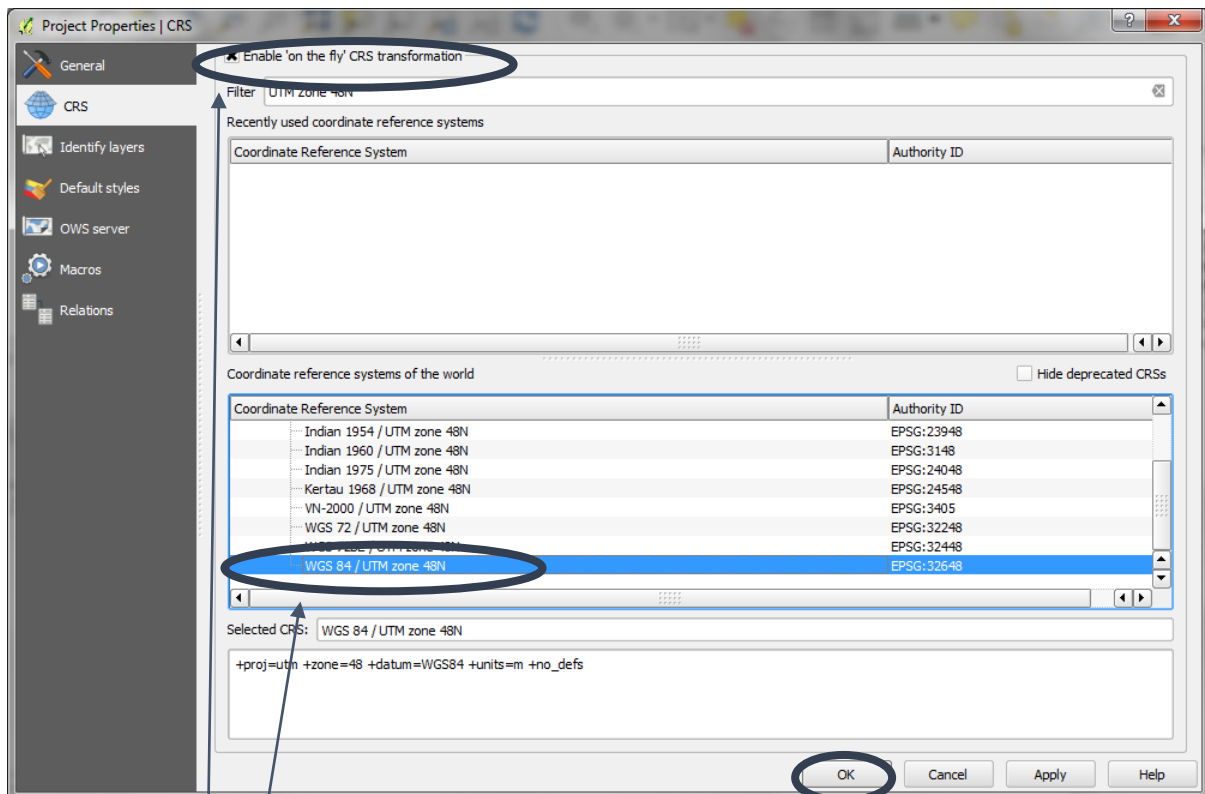 Project Properties | CRS
General
CRS
Identify layers
Default styles
OWS server
Macros
Relations
Enable 'on the fly' CRS transformation
Filter UTM zone 48N
Recently used coordinate reference systems
Coordinate Reference System Authority ID
Coordinate reference systems of the world Hide deprecated CRSs
Coordinate Reference System Authority ID
Indian 1954 / UTM zone 48N EPSG:23948
Indian 1960 / UTM zone 48N EPSG:3148
Indian 1975 / UTM zone 48N EPSG:24048
Kertau 1968 / UTM zone 48N EPSG:24548
VN-2000 / UTM zone 48N EPSG:3405
WGS 72 / UTM zone 48N EPSG:32248
WGS 72BE / UTM zone 48N EPSG:32448
WGS 84 / UTM zone 48N EPSG:32648
Selected CRS: WGS 84 / UTM zone 48N
+proj=utm +zone=48 +datum=WGS84 +units=m +no_defs
OK Cancel Apply Help